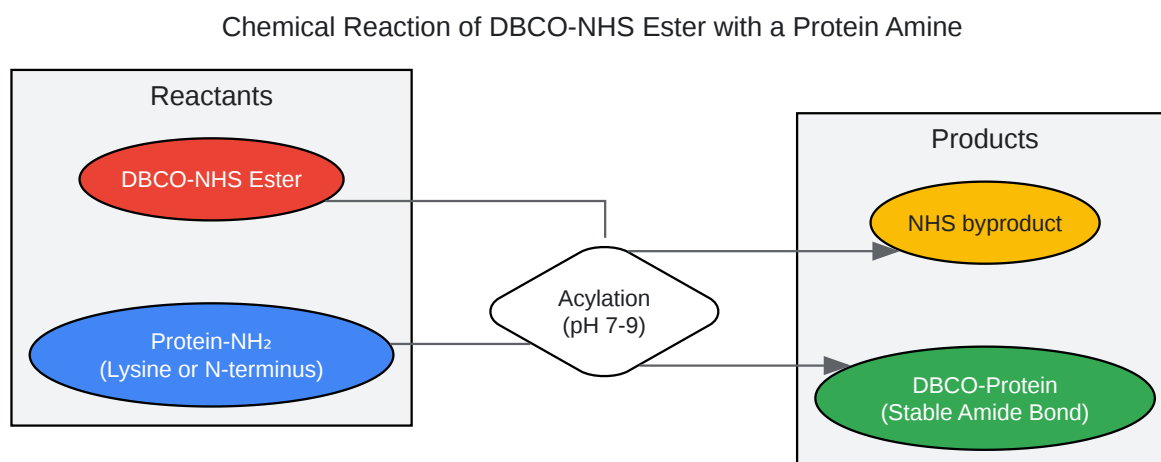 Chemical Reaction of DBCO-NHS Ester with a Protein Amine
Reactants
DBCO-NHS Ester
Protein-NH₂
(Lysine or N-terminus)
Acylation
(pH 7-9)
Products
NHS byproduct
DBCO-Protein
(Stable Amide Bond)